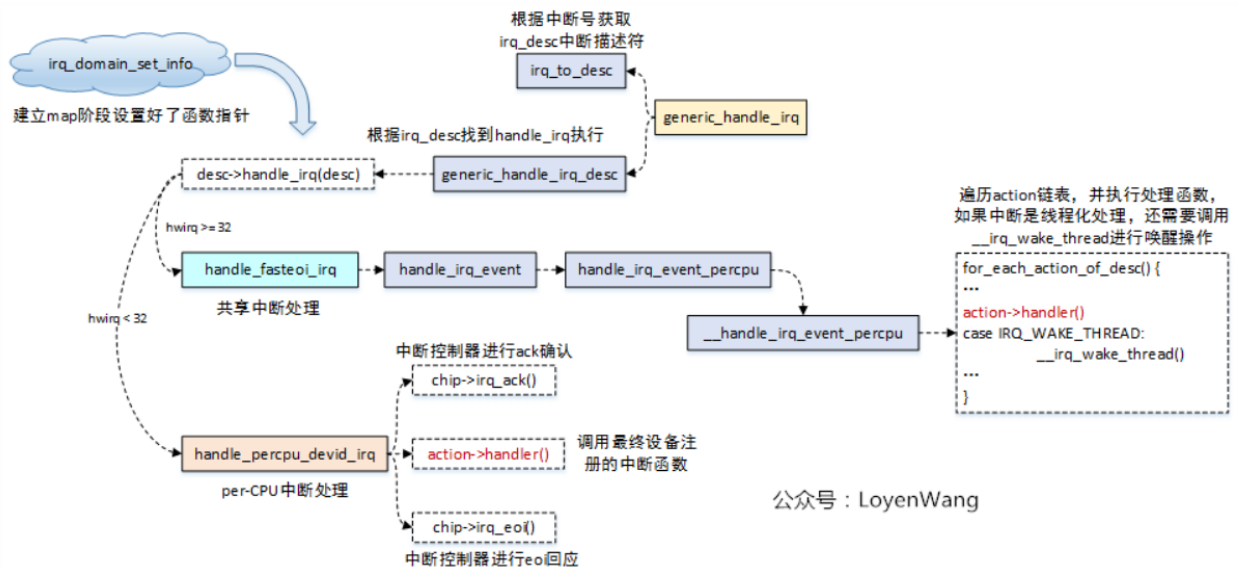 根据中断号获取
irq_desc中断描述符
irq_domain_set_info
irq_to_desc
建立map阶段设置好了函数指针
generic_handle_irq
根据irq_desc找到handle_irq执行
desc->handle_irq(desc)
generic_handle_irq_desc
遍历action链表，并执行处理函数，
如果中断是线程化处理，还需要调用
__irq_wake_thread进行唤醒操作
hwirq >= 32
handle_fasteoi_irq
handle_irq_event
handle_irq_event_percpu
for_each_action_of_desc() {
...
action->handler()
case IRQ_WAKE_THREAD:
__irq_wake_thread()
...
}
共享中断处理
hwirq < 32
__handle_irq_event_percpu
中断控制器进行ack确认
chip->irq_ack()
handle_percpu_devid_irq
action->handler()
调用最终设备注
册的中断函数
per-CPU中断处理
chip->irq_eoi()
中断控制器进行eoi回应
公众号：LoyenWang